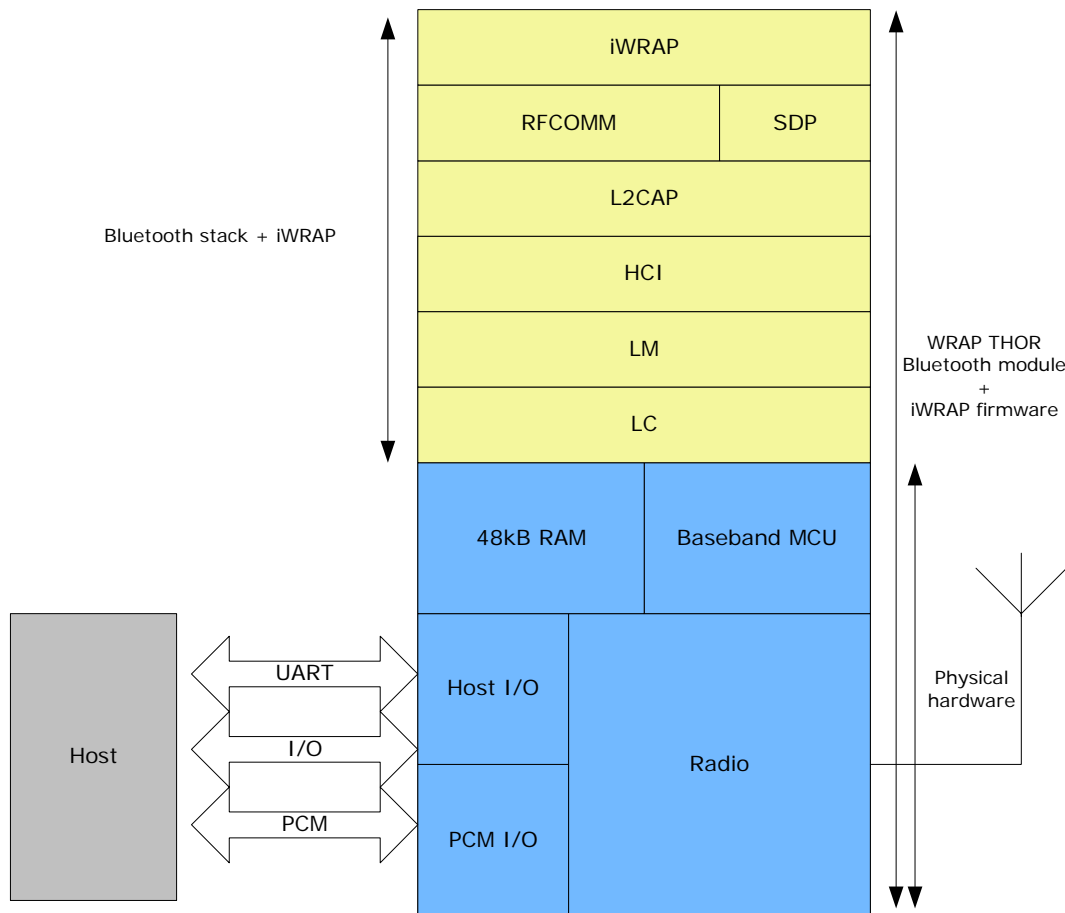 iWRAP
RFCOMM
SDP
L2CAP
Bluetooth stack + iWRAP
HCI
LM
WRAP THOR
Bluetooth module
+
iWRAP firmware
LC
48kB RAM
Baseband MCU
UART
Host I/O
Physical
hardware
Host
I/O
Radio
PCM
PCM I/O